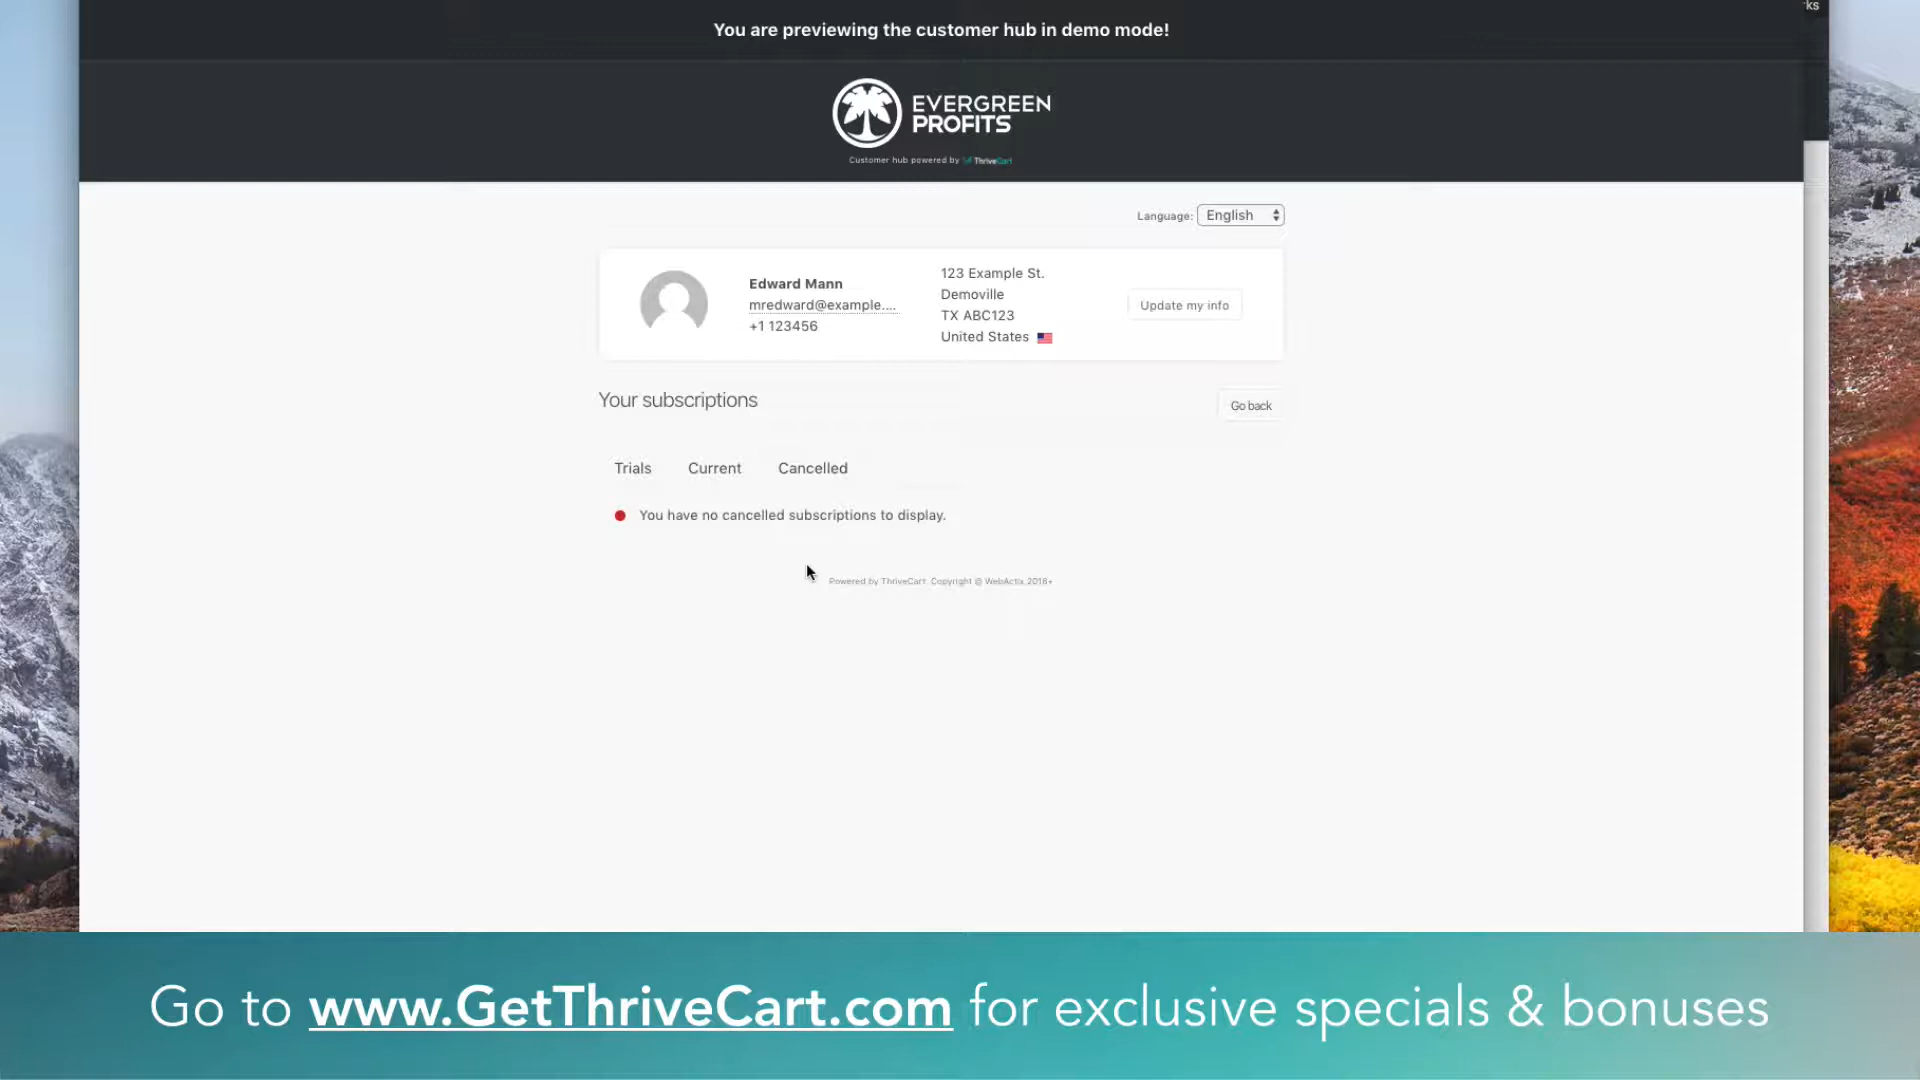 ks
You are previewing the customer hub in demo mode!
EVERGREEN
PROFITS
Customer hub powered by ThriveCart
Language: English
Edward Mann
mredward@example....
+1 123456
123 Example St.
Demoville
TX ABC123
United States
Update my info
Your subscriptions
Go back
Trials Current Cancelled
You have no cancelled subscriptions to display.
Powered by ThriveCart. Copyright © WebActix 2018+
Go to www.GetThriveCart.com for exclusive specials & bonuses